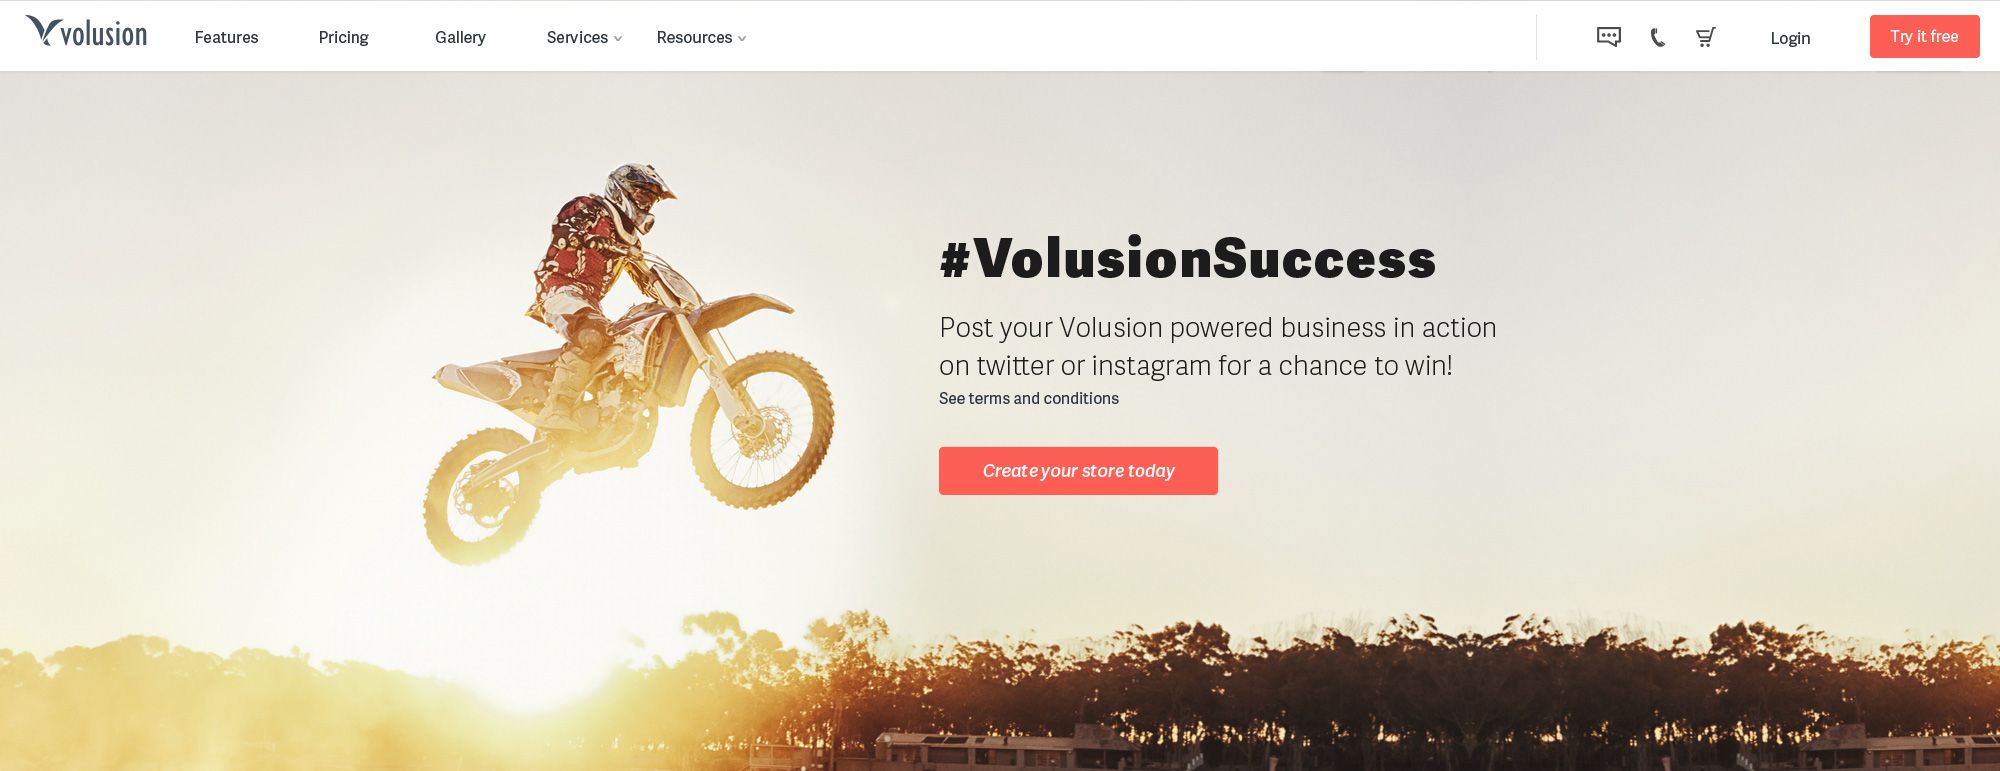 volusion
Features
Pricing
Gallery
Services
Resources
Login
Try it free
#VolusionSuccess
Post your Volusion powered business in action
on twitter or instagram for a chance to win!
See terms and conditions
Create your store today